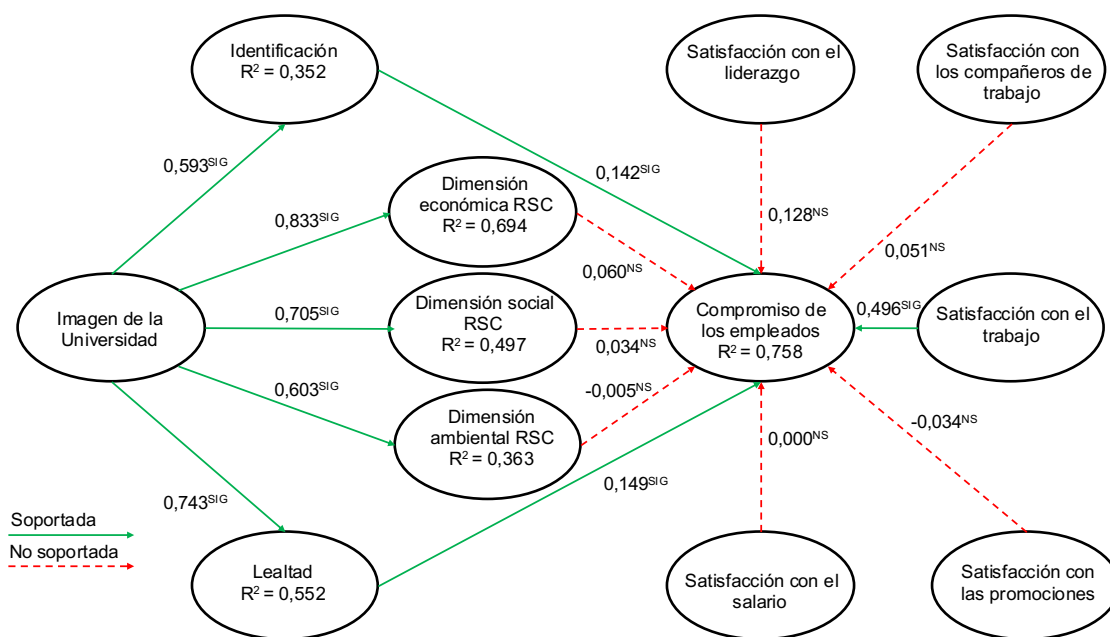 Identificación
R² = 0,352
Satisfacción con el
liderazgo
Satisfacción con
los compañeros de
trabajo
0,593SIG
0,142SIG
Dimensión
económica RSC
R² = 0,694
0,833SIG
0,128NS
0,051NS
0,060NS
Imagen de la
Universidad
0,705SIG
Dimensión social
RSC
R² = 0,497
0,034NS
Compromiso de
los empleados
R² = 0,758
0,496SIG
Satisfacción con el
trabajo
0,603SIG
-0,005NS
Dimensión
ambiental RSC
R² = 0,363
0,000NS
-0,034NS
0,743SIG
0,149SIG
Soportada
No soportada
Lealtad
R² = 0,552
Satisfacción con el
salario
Satisfacción con
las promociones